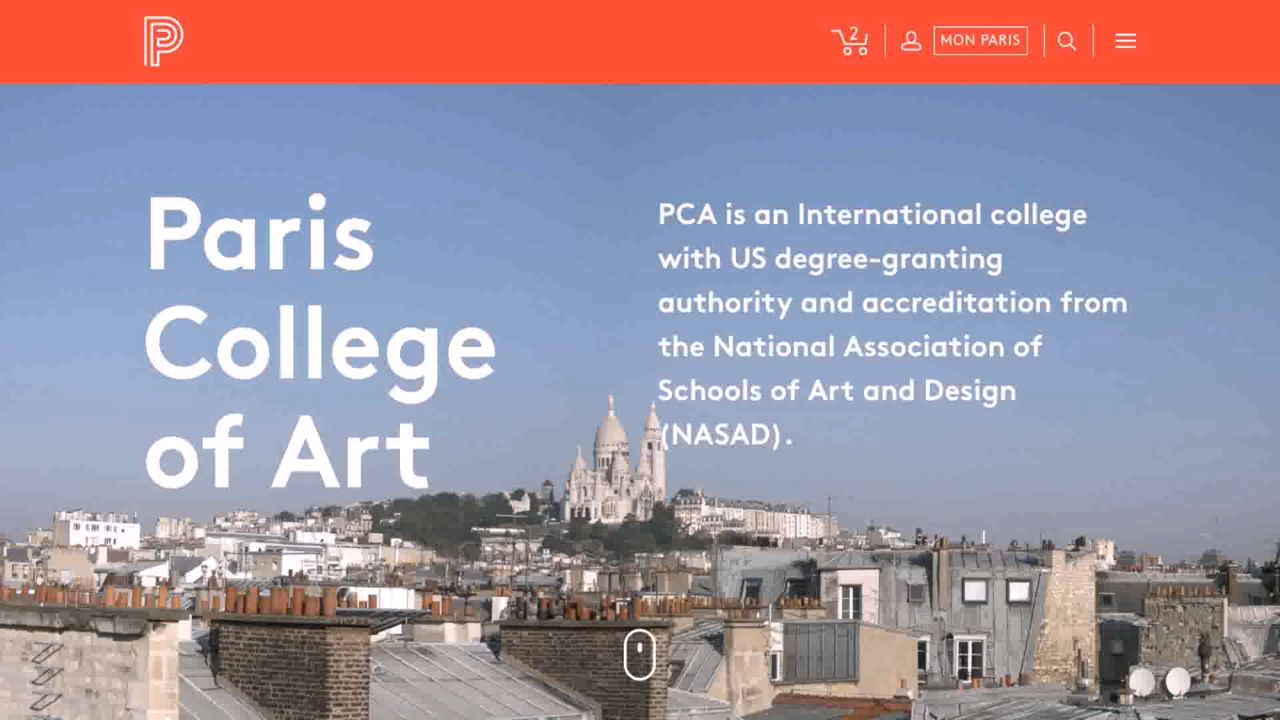 P
2
MON PARIS
Paris
College
of Art
PCA is an International college
with US degree-granting
authority and accreditation from
the National Association of
Schools of Art and Design
(NASAD).